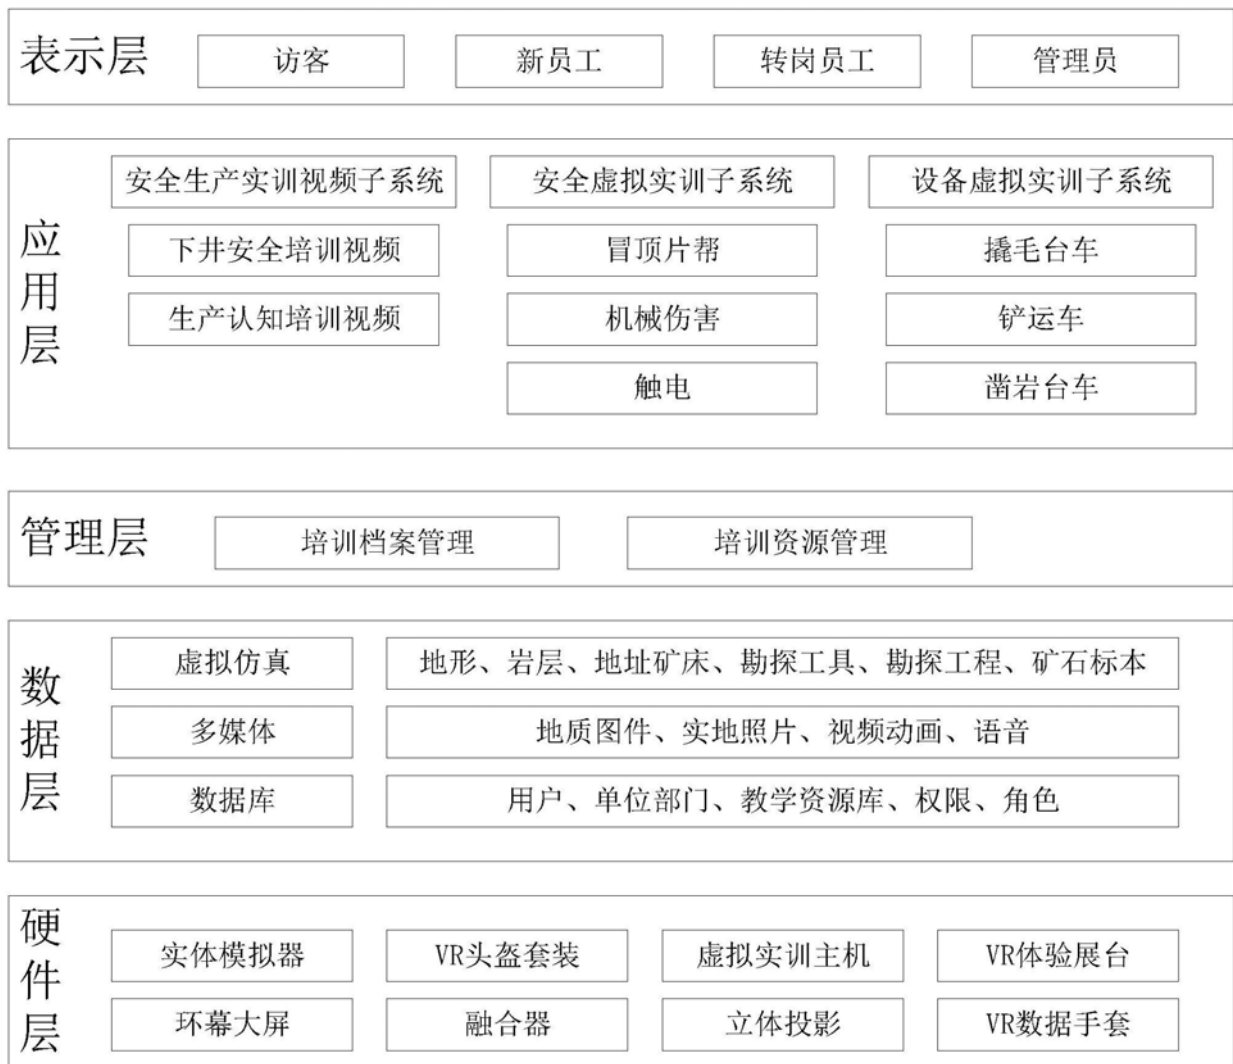 表示层 访客 新员工 转岗员工 管理员
应用层
安全生产实训视频子系统 安全虚拟实训子系统 设备虚拟实训子系统
下井安全培训视频 冒顶片帮 撬毛台车
生产认知培训视频 机械伤害 铲运车
触电 凿岩台车
管理层 培训档案管理 培训资源管理
数据层
虚拟仿真 地形、岩层、地址矿床、勘探工具、勘探工程、矿石标本
多媒体 地质图件、实地照片、视频动画、语音
数据库 用户、单位部门、教学资源库、权限、角色
硬件层
实体模拟器 VR头盔套装 虚拟实训主机 VR体验展台
环幕大屏 融合器 立体投影 VR数据手套